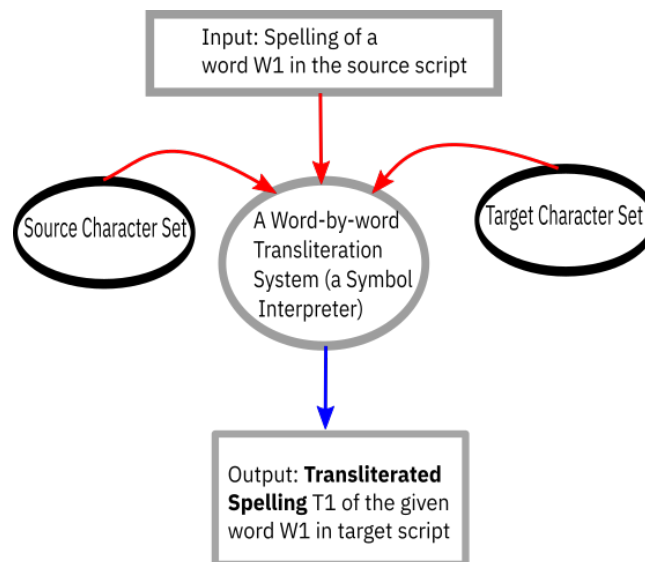 Input: Spelling of a
word W1 in the source script
Source Character Set
A Word-by-word
Transliteration
System (a Symbol
Interpreter)
Target Character Set
Output: Transliterated
Spelling T1 of the given
word W1 in target script